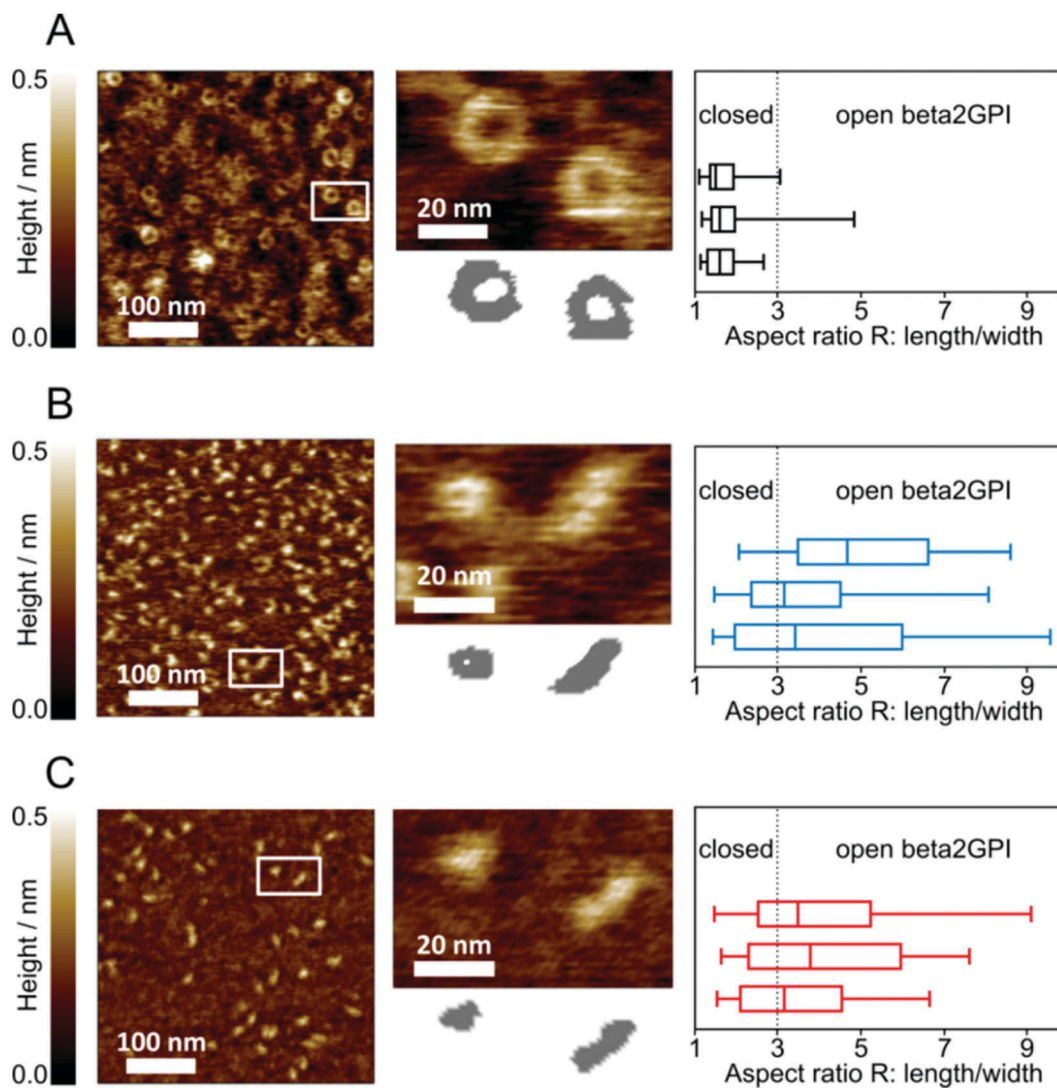 A
0.5
Height / nm
0.0
100 nm
20 nm
closed
open beta2GPI
1 3 5 7 9
Aspect ratio R: length/width
B
0.5
Height / nm
0.0
100 nm
20 nm
closed
open beta2GPI
1 3 5 7 9
Aspect ratio R: length/width
C
0.5
Height / nm
0.0
100 nm
20 nm
closed
open beta2GPI
1 3 5 7 9
Aspect ratio R: length/width